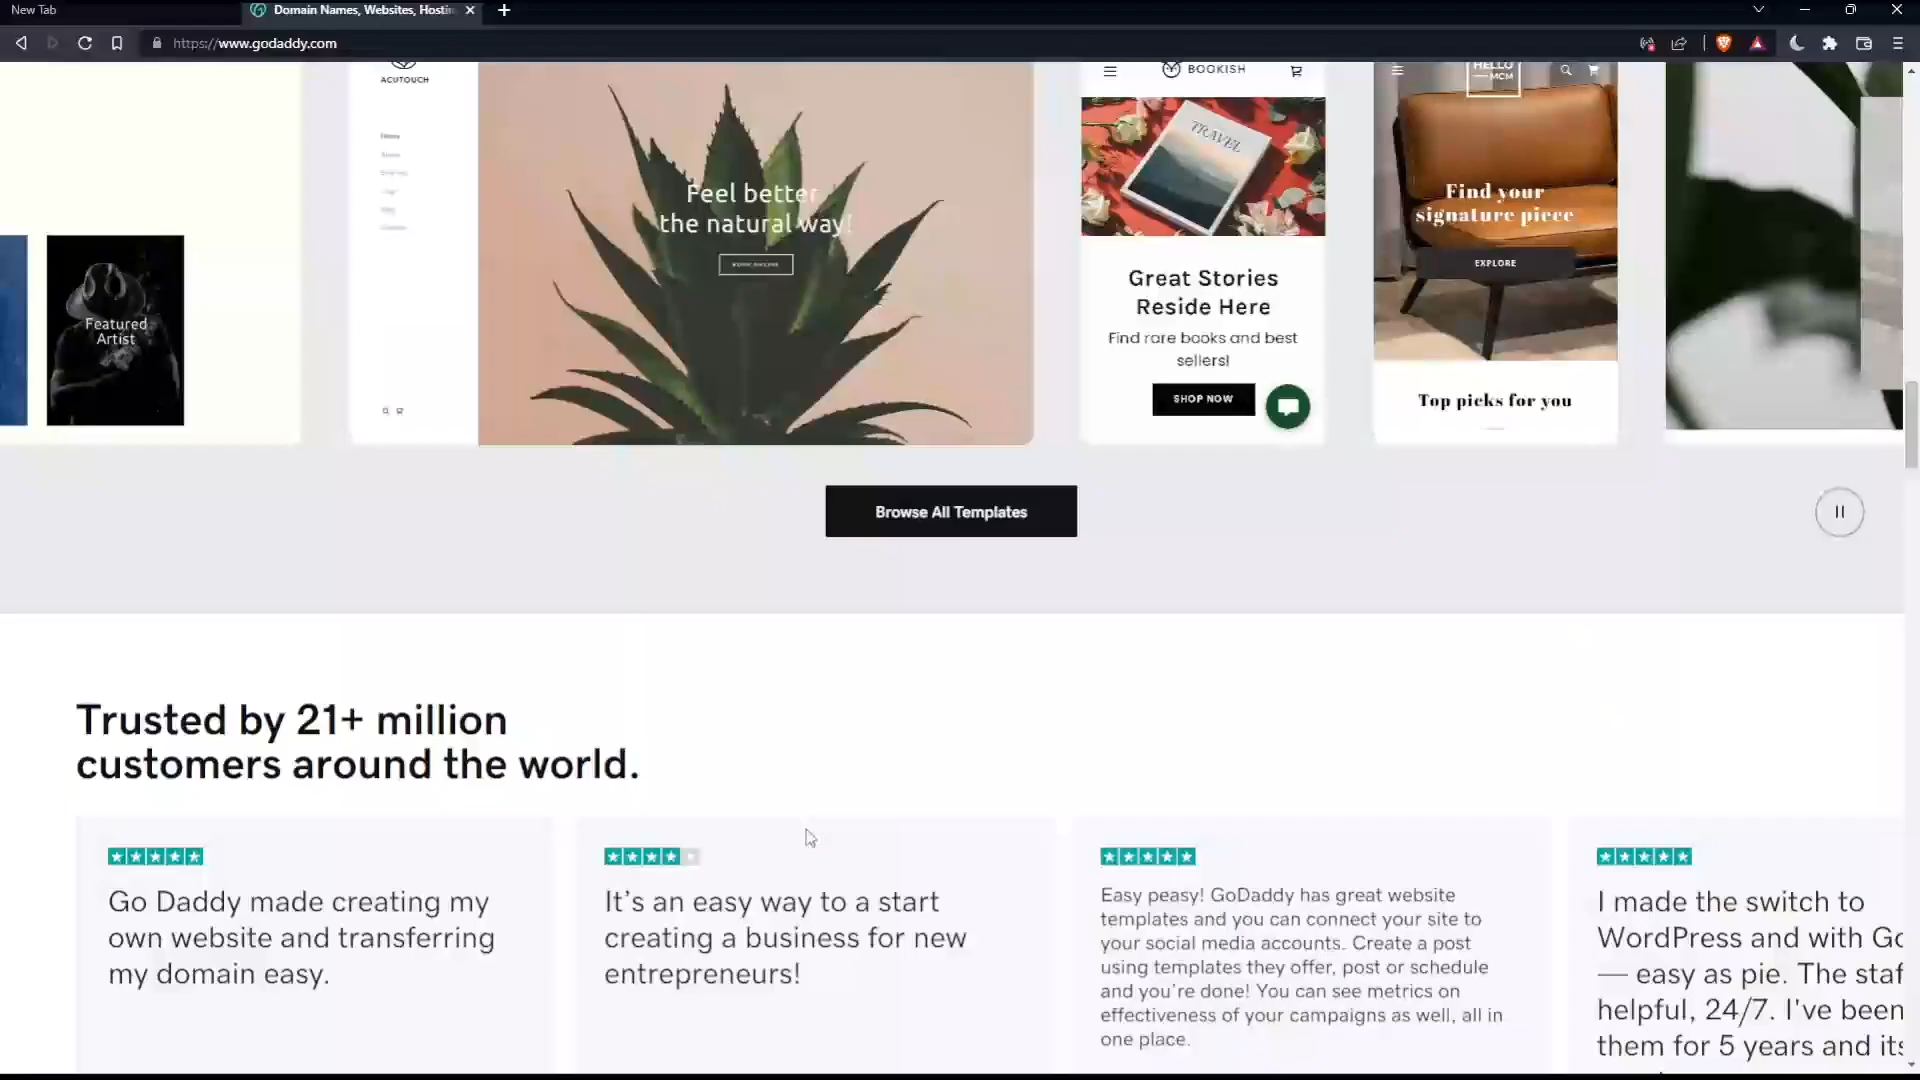 New Tab
Domain Names, Websites, Hostin
https://www.godaddy.com
ACUTOUCH
Home
Feel better
the natural way!
Featured
Artist
BOOKISH
TRAVEL
Great Stories
Reside Here
Find rare books and best
sellers!
SHOP NOW
HELLO
MCM
Find your
signature piece
EXPLORE
Top picks for you
Browse All Templates
Trusted by 21+ million
customers around the world.
Go Daddy made creating my
own website and transferring
my domain easy.
It's an easy way to a start
creating a business for new
entrepreneurs!
Easy peasy! GoDaddy has great website
templates and you can connect your site to
your social media accounts. Create a post
using templates they offer, post or schedule
and you're done! You can see metrics on
effectiveness of your campaigns as well, all in
one place.
I made the switch to
WordPress and with Go
— easy as pie. The staf
helpful, 24/7. I've been
them for 5 years and its